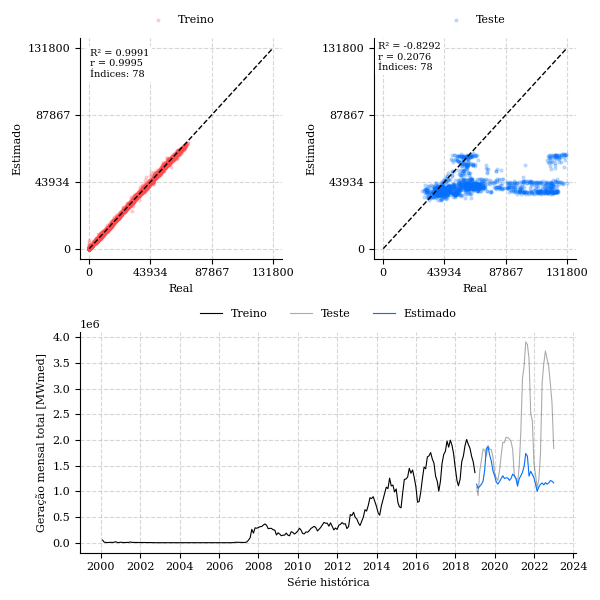 Treino
Teste
R² = 0.9991
r = 0.9995
Índices: 78
R² = -0.8292
r = 0.2076
Índices: 78
131800
87867
43934
0
Estimado
0 43934 87867 131800
Real
131800
87867
43934
0
Estimado
0 43934 87867 131800
Real
Treino Teste Estimado
1e6
4.0
3.5
3.0
2.5
2.0
1.5
1.0
0.5
0.0
Geração mensal total [MWmed]
2000 2002 2004 2006 2008 2010 2012 2014 2016 2018 2020 2022 2024
Série histórica